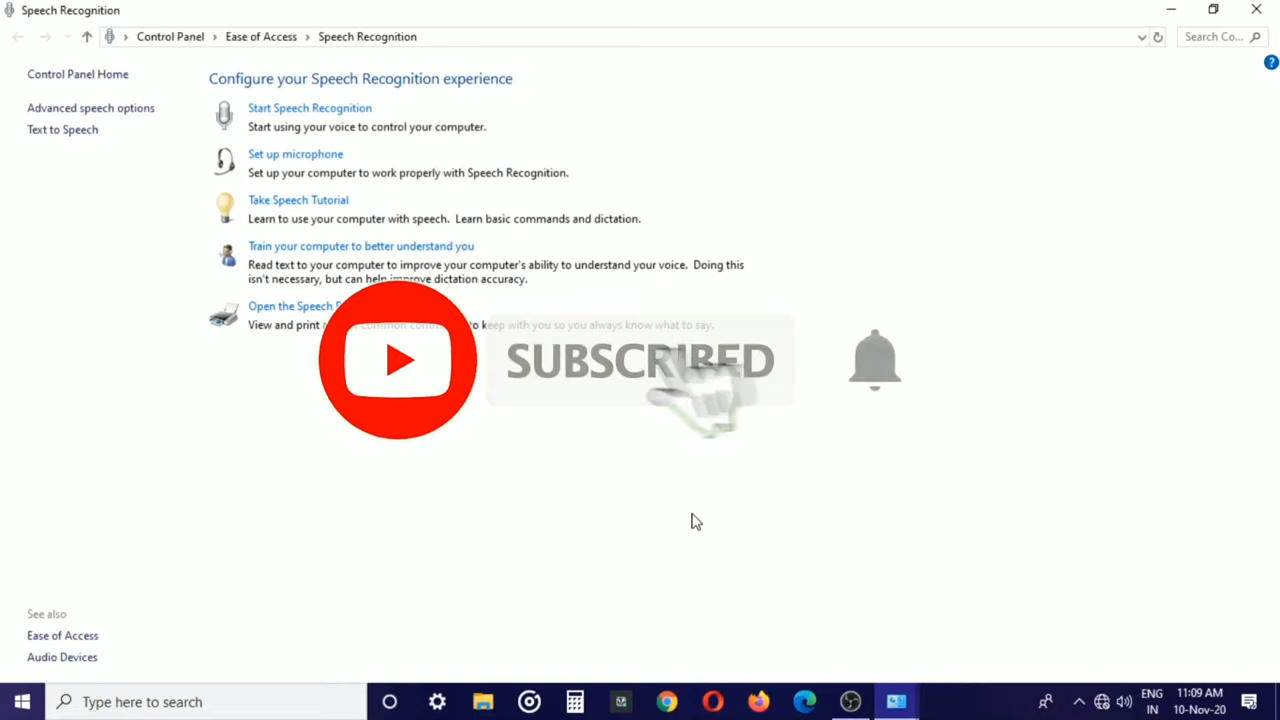 Speech Recognition
Control Panel > Ease of Access > Speech Recognition
Search Co...
Control Panel Home
Advanced speech options
Text to Speech
Configure your Speech Recognition experience
Start Speech Recognition
Start using your voice to control your computer.
Set up microphone
Set up your computer to work properly with Speech Recognition.
Take Speech Tutorial
Learn to use your computer with speech. Learn basic commands and dictation.
Train your computer to better understand you
Read text to your computer to improve your computer's ability to understand your voice. Doing this
isn't necessary, but can help improve dictation accuracy.
Open the Speech
View and print a common to keep with you so you always know what to say.
SUBSCRIBED
See also
Ease of Access
Audio Devices
Type here to search
ENG
IN
11:09 AM
10-Nov-20